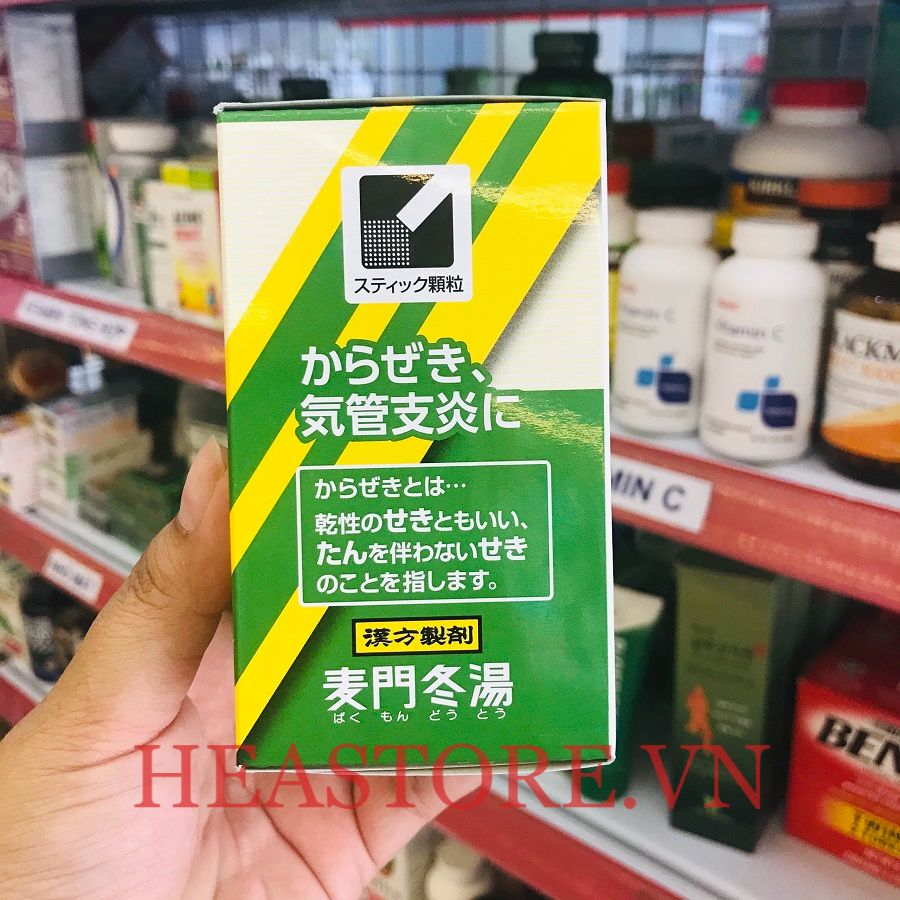 スティック顆粒
からぜき、
気管支炎に
からぜきとは…
乾性のせきともいい、
たんを伴わないせき
のことを指します。
漢方製剤
麦門冬湯
ばく もん どう とう
HEASTORE.VN
MIN C
BEN